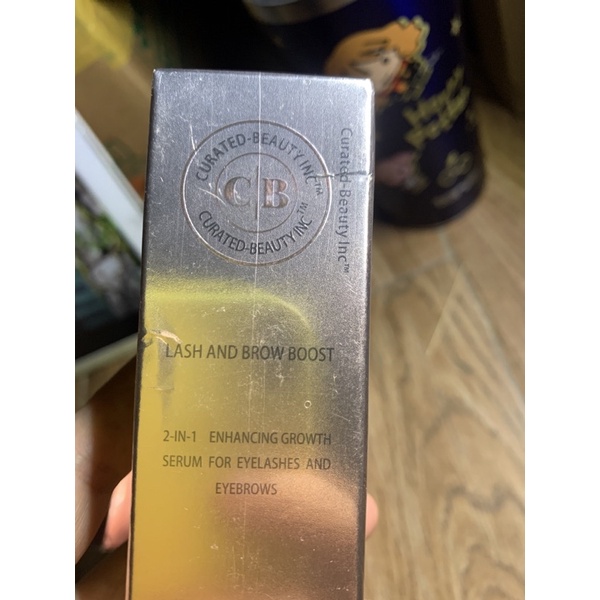 CURATED-BEAUTY INC™
C|B
CURATED-BEAUTY INC™
Curated-Beauty Inc™
LASH AND BROW BOOST
2-IN-1 ENHANCING GROWTH
SERUM FOR EYELASHES AND
EYEBROWS